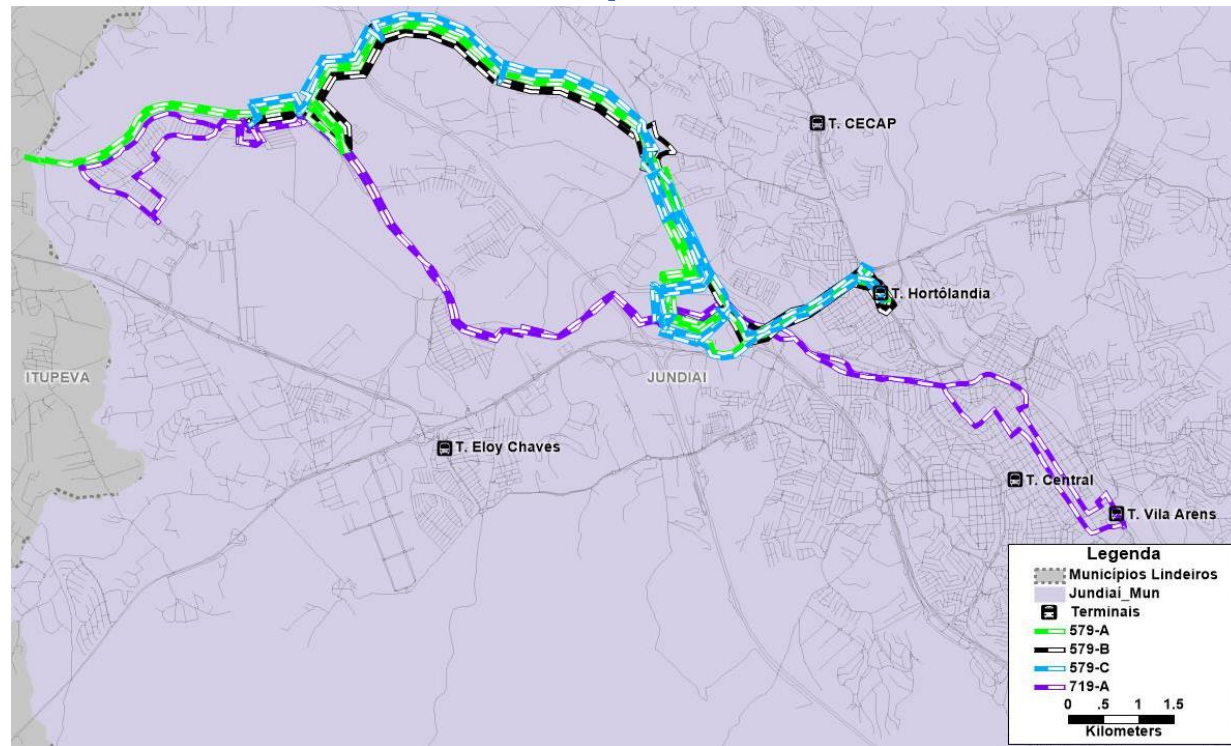 T. CECAP
T. Hortôlandia
ITUPEVA
JUNDIAI
T. Eloy Chaves
T. Central
T. Vila Arens
Legenda
Municípios Lindeiros
Jundiaí_Mun
Terminais
579-A
579-B
579-C
719-A
0 .5 1 1.5
Kilometers